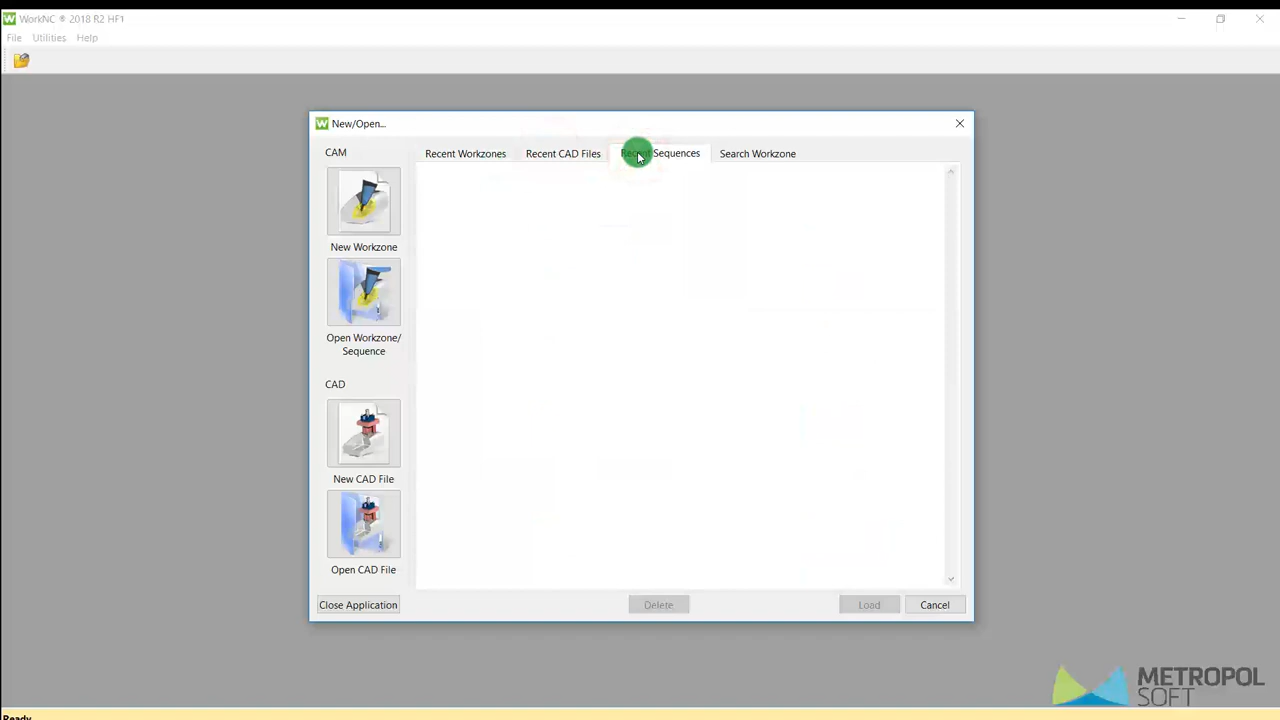 WorkNC ® 2018 R2 HF1
File Utilities Help
New/Open...
CAM
Recent Workzones Recent CAD Files Recent Sequences Search Workzone
New Workzone
Open Workzone/
Sequence
CAD
New CAD File
Open CAD File
Close Application Delete Load Cancel
METROPOL
SOFT
Ready